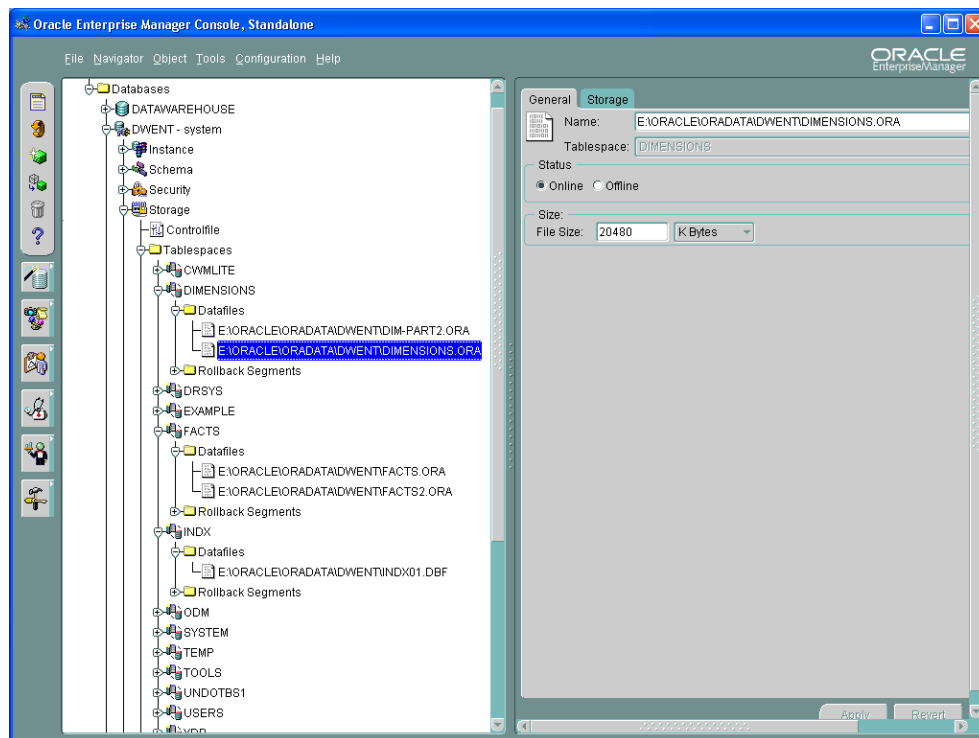 Oracle Enterprise Manager Console, Standalone
File Navigator Object Tools Configuration Help
ORACLE
EnterpriseManager
Databases
DATAWAREHOUSE
DWENT - system
Instance
Schema
Security
Storage
Controlfile
Tablespaces
CWMLITE
DIMENSIONS
Datafiles
E:\ORACLE\ORADATA\DWENT\DIM-PART2.ORA
E:\ORACLE\ORADATA\DWENT\DIMENSIONS.ORA
Rollback Segments
DRSYS
EXAMPLE
FACTS
Datafiles
E:\ORACLE\ORADATA\DWENT\FACTS.ORA
E:\ORACLE\ORADATA\DWENT\FACTS2.ORA
Rollback Segments
INDX
Datafiles
E:\ORACLE\ORADATA\DWENT\INDX01.DBF
Rollback Segments
ODM
SYSTEM
TEMP
TOOLS
UNDOTBS1
USERS
XDB
General Storage
Name: E:\ORACLE\ORADATA\DWENT\DIMENSIONS.ORA
Tablespace: DIMENSIONS
Status
Online Offline
Size:
File Size: 20480 K Bytes
Apply Revert